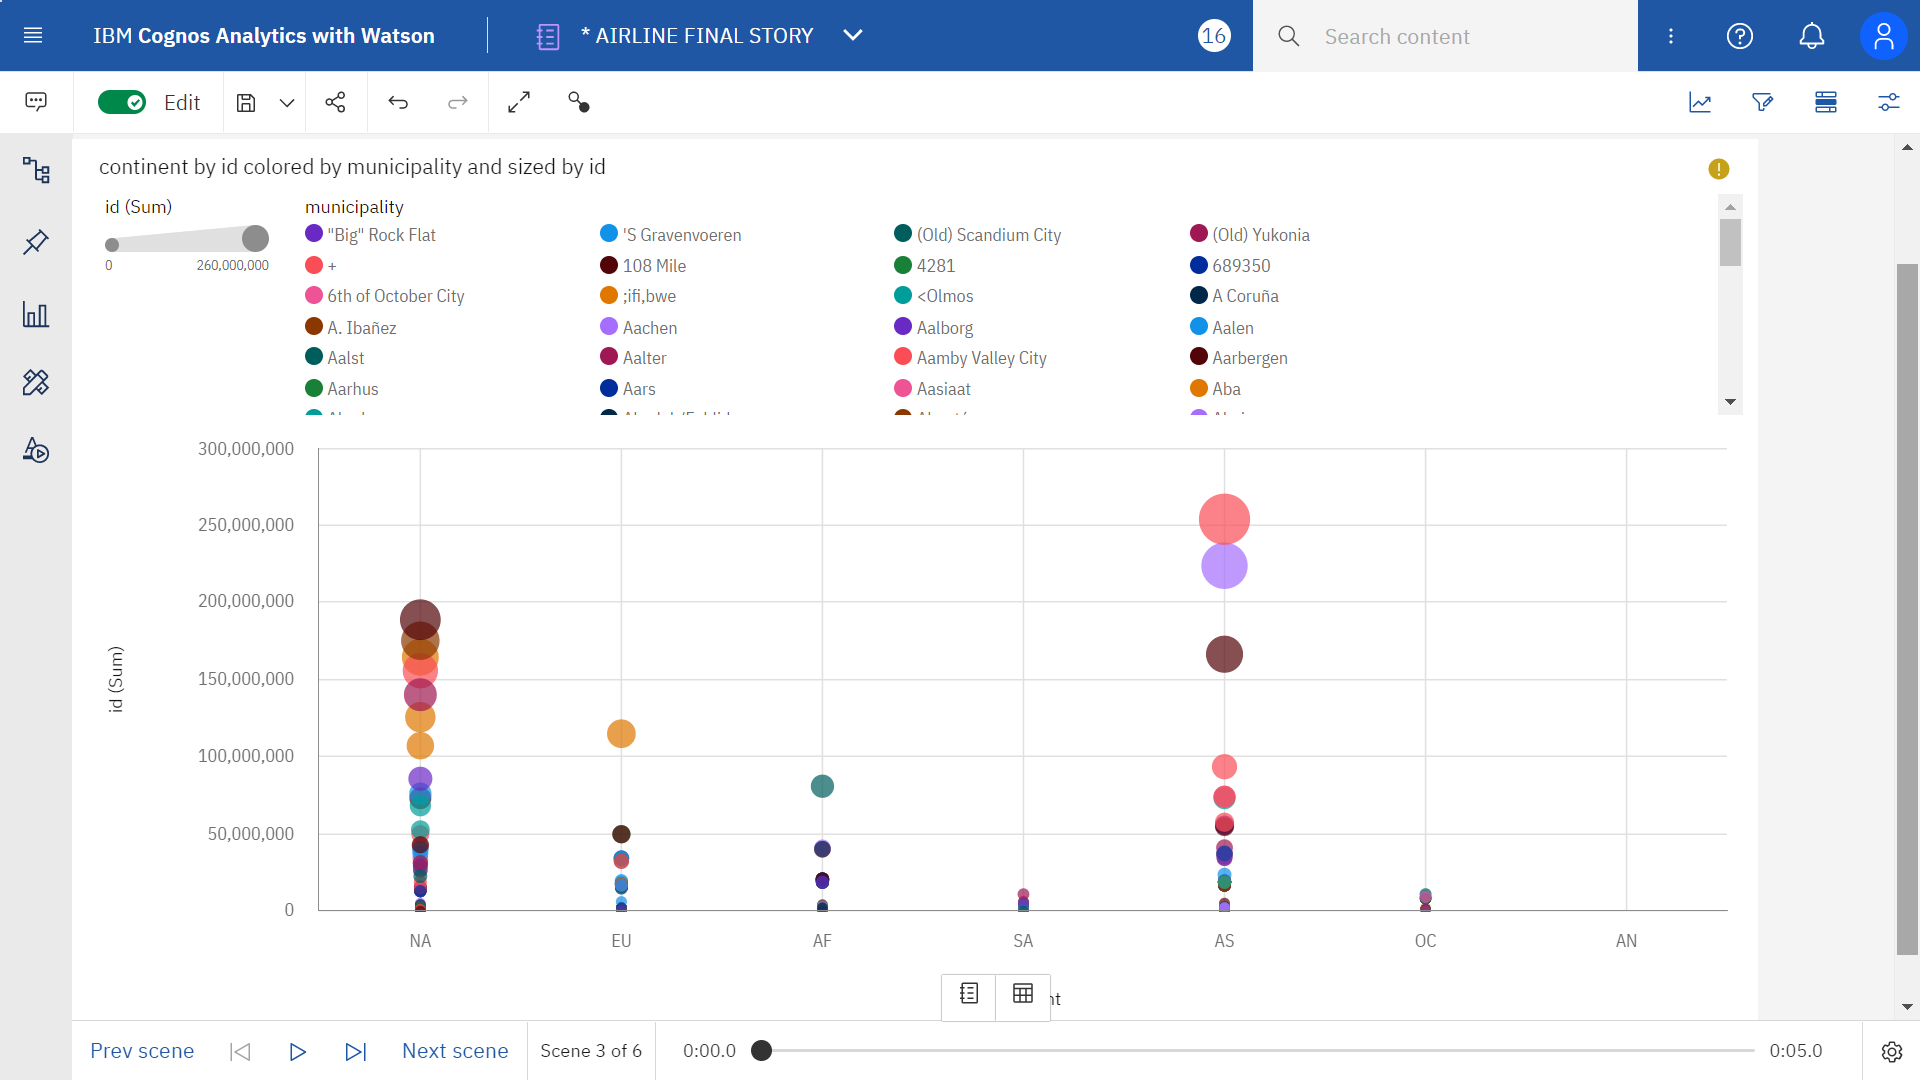 IBM Cognos Analytics with Watson
* AIRLINE FINAL STORY
16
Search content
Edit
continent by id colored by municipality and sized by id
id (Sum)
0 260,000,000
municipality
"Big" Rock Flat 'S Gravenvoeren (Old) Scandium City (Old) Yukonia
+ 108 Mile 4281 689350
6th of October City ;ifi,bwe <Olmos A Coruña
A. Ibañez Aachen Aalborg Aalen
Aalst Aalter Aamby Valley City Aarbergen
Aarhus Aars Aasiaat Aba
300,000,000
250,000,000
200,000,000
150,000,000
100,000,000
50,000,000
0
id (Sum)
NA EU AF SA AS OC AN
nt
Prev scene
Next scene
Scene 3 of 6
0:00.0
0:05.0